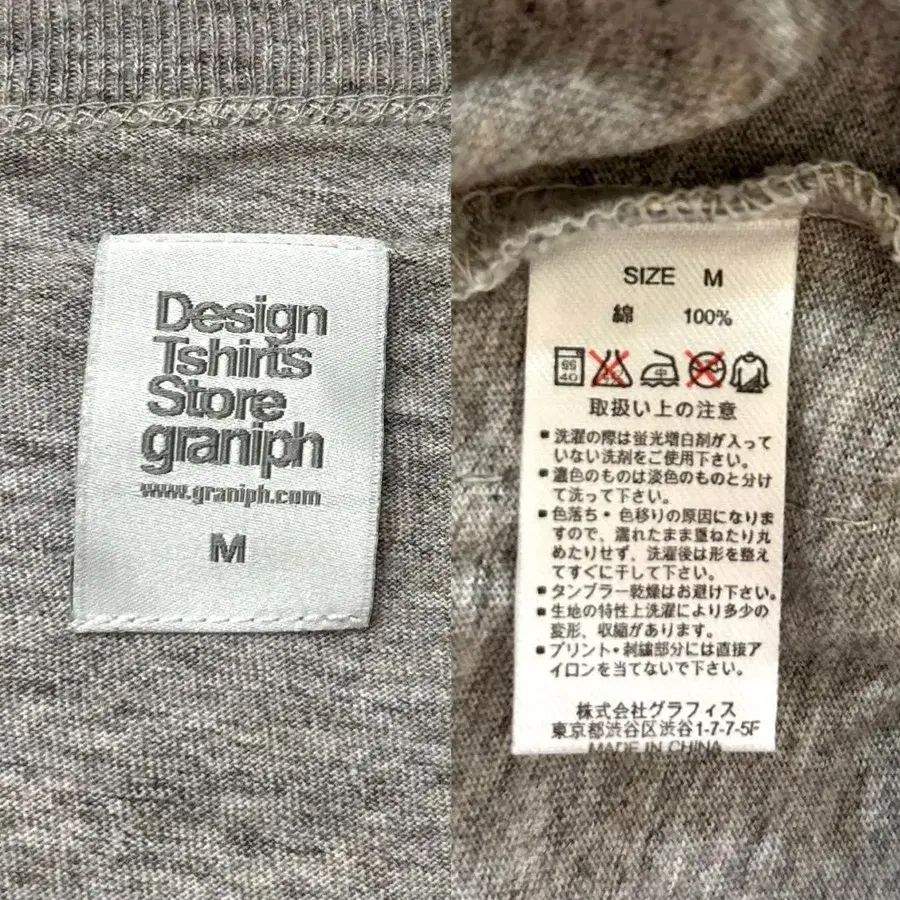 Design
Tshirts
Store
graniph
www.graniph.com
M
SIZE M
綿 100%
弱
40
中
取扱い上の注意
▪洗濯の際は蛍光増白剤が入って
いない洗剤をご使用下さい。
▪濃色のものは淡色のものと分け
て洗って下さい。
▪色落ち・色移りの原因になりま
すので、濡れたまま重ねたり丸
めたりせず、洗濯後は形を整え
てすぐに干して下さい。
▪タンブラー乾燥はお避け下さい。
▪生地の特性上洗濯により多少の
変形、収縮があります。
▪プリント・刺繍部分には直接ア
イロンを当てないで下さい。
株式会社グラフィス
東京都渋谷区渋谷1-7-7-5F
MADE IN CHINA